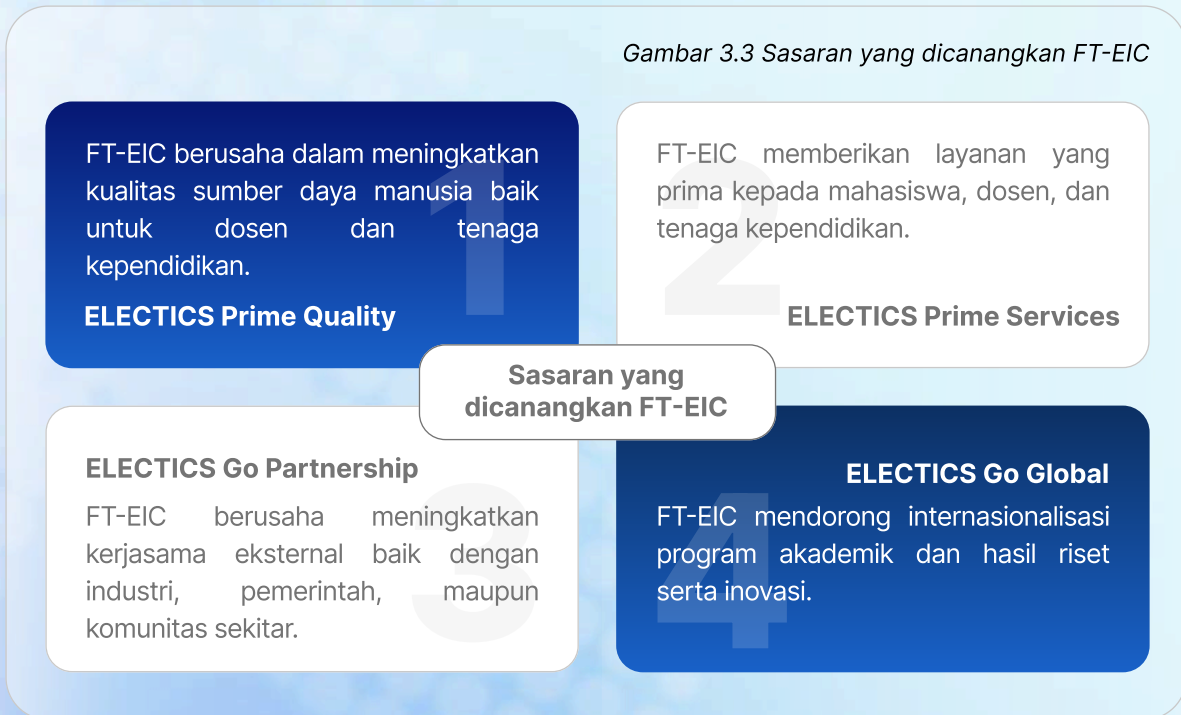 Gambar 3.3 Sasaran yang dicanangkan FT-EIC
1
FT-EIC berusaha dalam meningkatkan
kualitas sumber daya manusia baik
untuk dosen dan tenaga
kependidikan.
ELECTICS Prime Quality
2
FT-EIC memberikan layanan yang
prima kepada mahasiswa, dosen, dan
tenaga kependidikan.
ELECTICS Prime Services
Sasaran yang
dicanangkan FT-EIC
3
ELECTICS Go Partnership
FT-EIC berusaha meningkatkan
kerjasama eksternal baik dengan
industri, pemerintah, maupun
komunitas sekitar.
4
ELECTICS Go Global
FT-EIC mendorong internasionalisasi
program akademik dan hasil riset
serta inovasi.